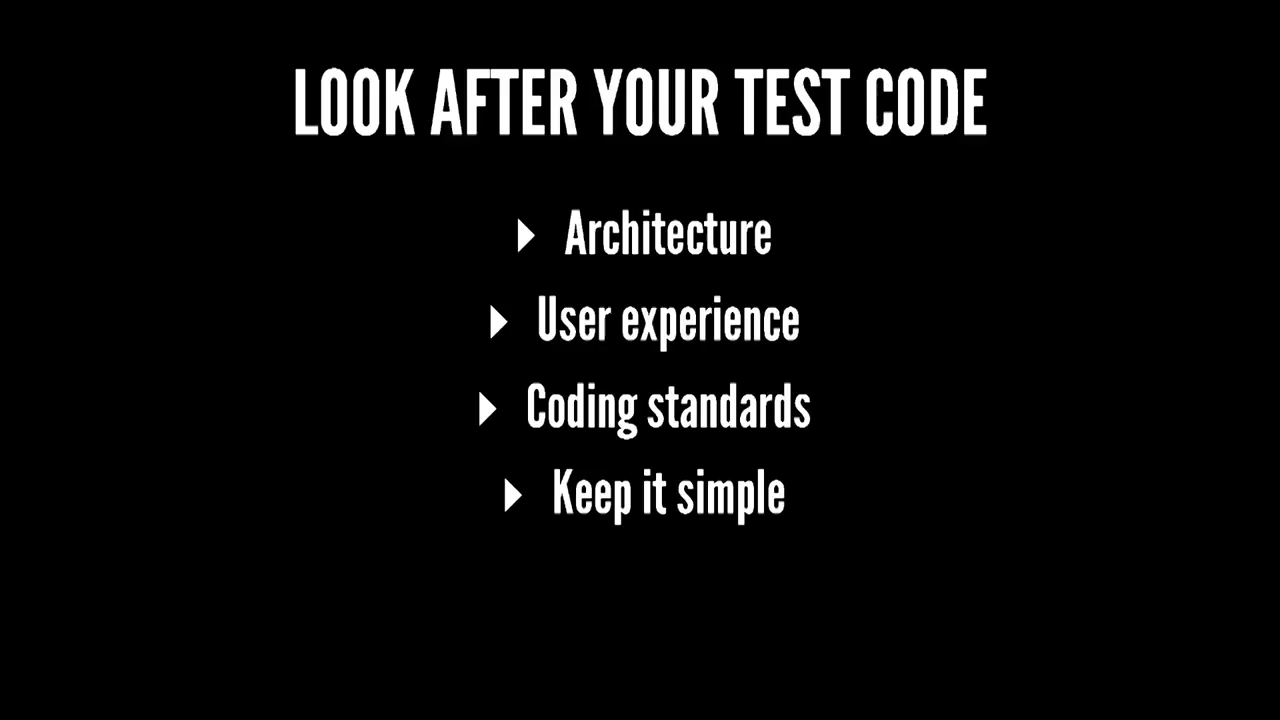 LOOK AFTER YOUR TEST CODE
▸ Architecture
▸ User experience
▸ Coding standards
▸ Keep it simple